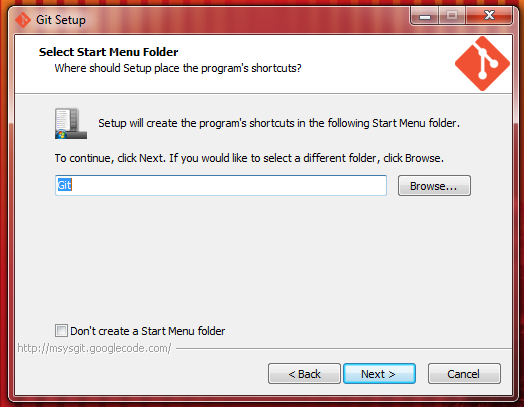 Git Setup
Select Start Menu Folder
Where should Setup place the program's shortcuts?
Setup will create the program's shortcuts in the following Start Menu folder.
To continue, click Next. If you would like to select a different folder, click Browse.
Git
Browse...
Don't create a Start Menu folder
http://msysgit.googlecode.com/
< Back
Next >
Cancel